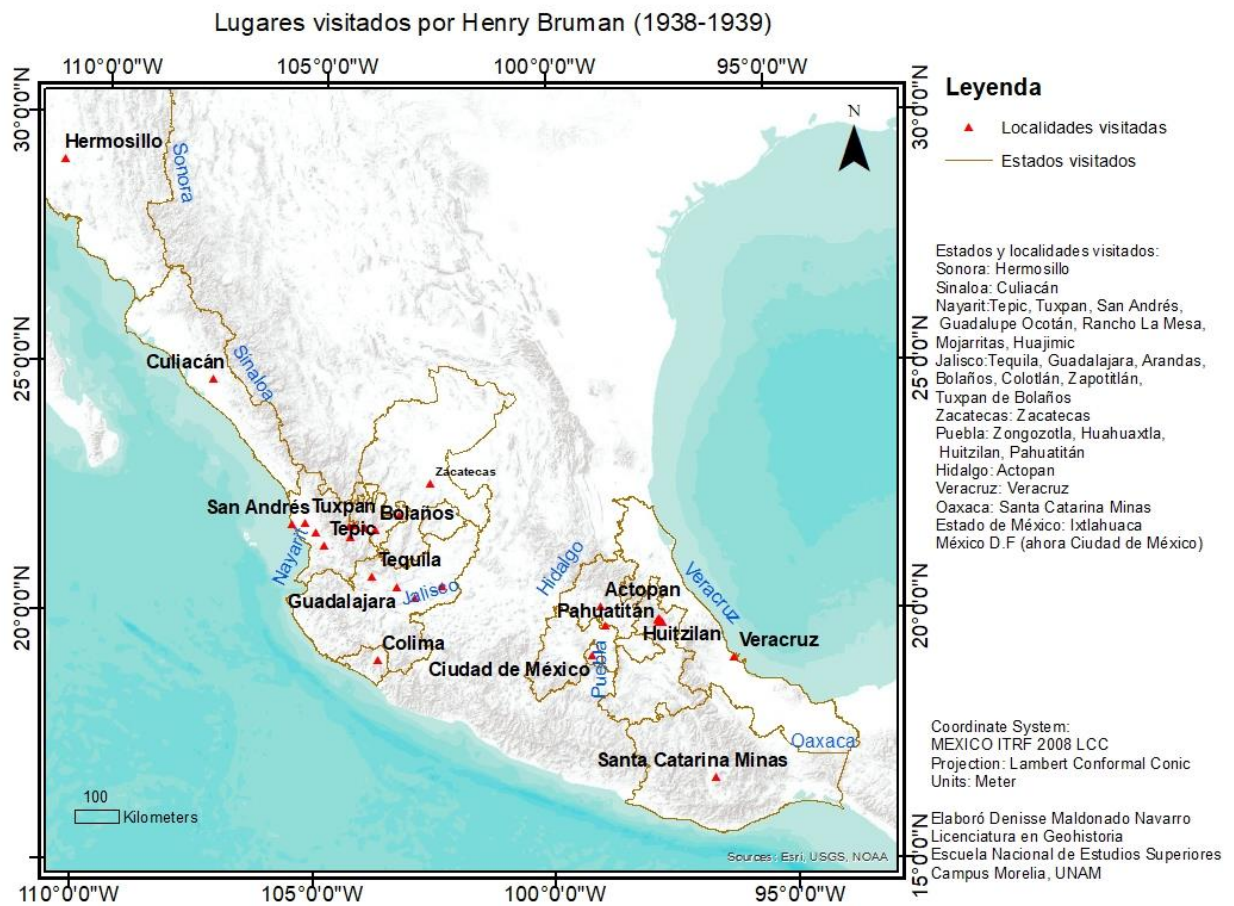 Lugares visitados por Henry Bruman (1938-1939)
110°0'0"W 105°0'0"W 100°0'0"W 95°0'0"W
30°0'0"N
25°0'0"N
20°0'0"N
30°0'0"N
25°0'0"N
20°0'0"N
15°0'0"N
110°0'0"W 105°0'0"W 100°0'0"W 95°0'0"W
N
Hermosillo
Sonora
Culiacán
Sinaloa
Zacatecas
San Andrés
Tuxpan
Bolaños
Tepic
Nayarit
Tequila
Guadalajara
Jalisco
Colima
Hidalgo
Actopan
Pahuatitán
Huitzilan
Veracruz
Veracruz
Ciudad de México
Puebla
Oaxaca
Santa Catarina Minas
100
Kilometers
Sources: Esri, USGS, NOAA
Leyenda
Localidades visitadas
Estados visitados
Estados y localidades visitados:
Sonora: Hermosillo
Sinaloa: Culiacán
Nayarit:Tepic, Tuxpan, San Andrés,
Guadalupe Ocotán, Rancho La Mesa,
Mojarritas, Huajimic
Jalisco:Tequila, Guadalajara, Arandas,
Bolaños, Colotlán, Zapotitlán,
Tuxpan de Bolaños
Zacatecas: Zacatecas
Puebla: Zongozotla, Huahuaxtla,
Huitzilan, Pahuatitán
Hidalgo: Actopan
Veracruz: Veracruz
Oaxaca: Santa Catarina Minas
Estado de México: Ixtlahuaca
México D.F (ahora Ciudad de México)
Coordinate System:
MEXICO ITRF 2008 LCC
Projection: Lambert Conformal Conic
Units: Meter
Elaboró Denisse Maldonado Navarro
Licenciatura en Geohistoria
Escuela Nacional de Estudios Superiores
Campus Morelia, UNAM